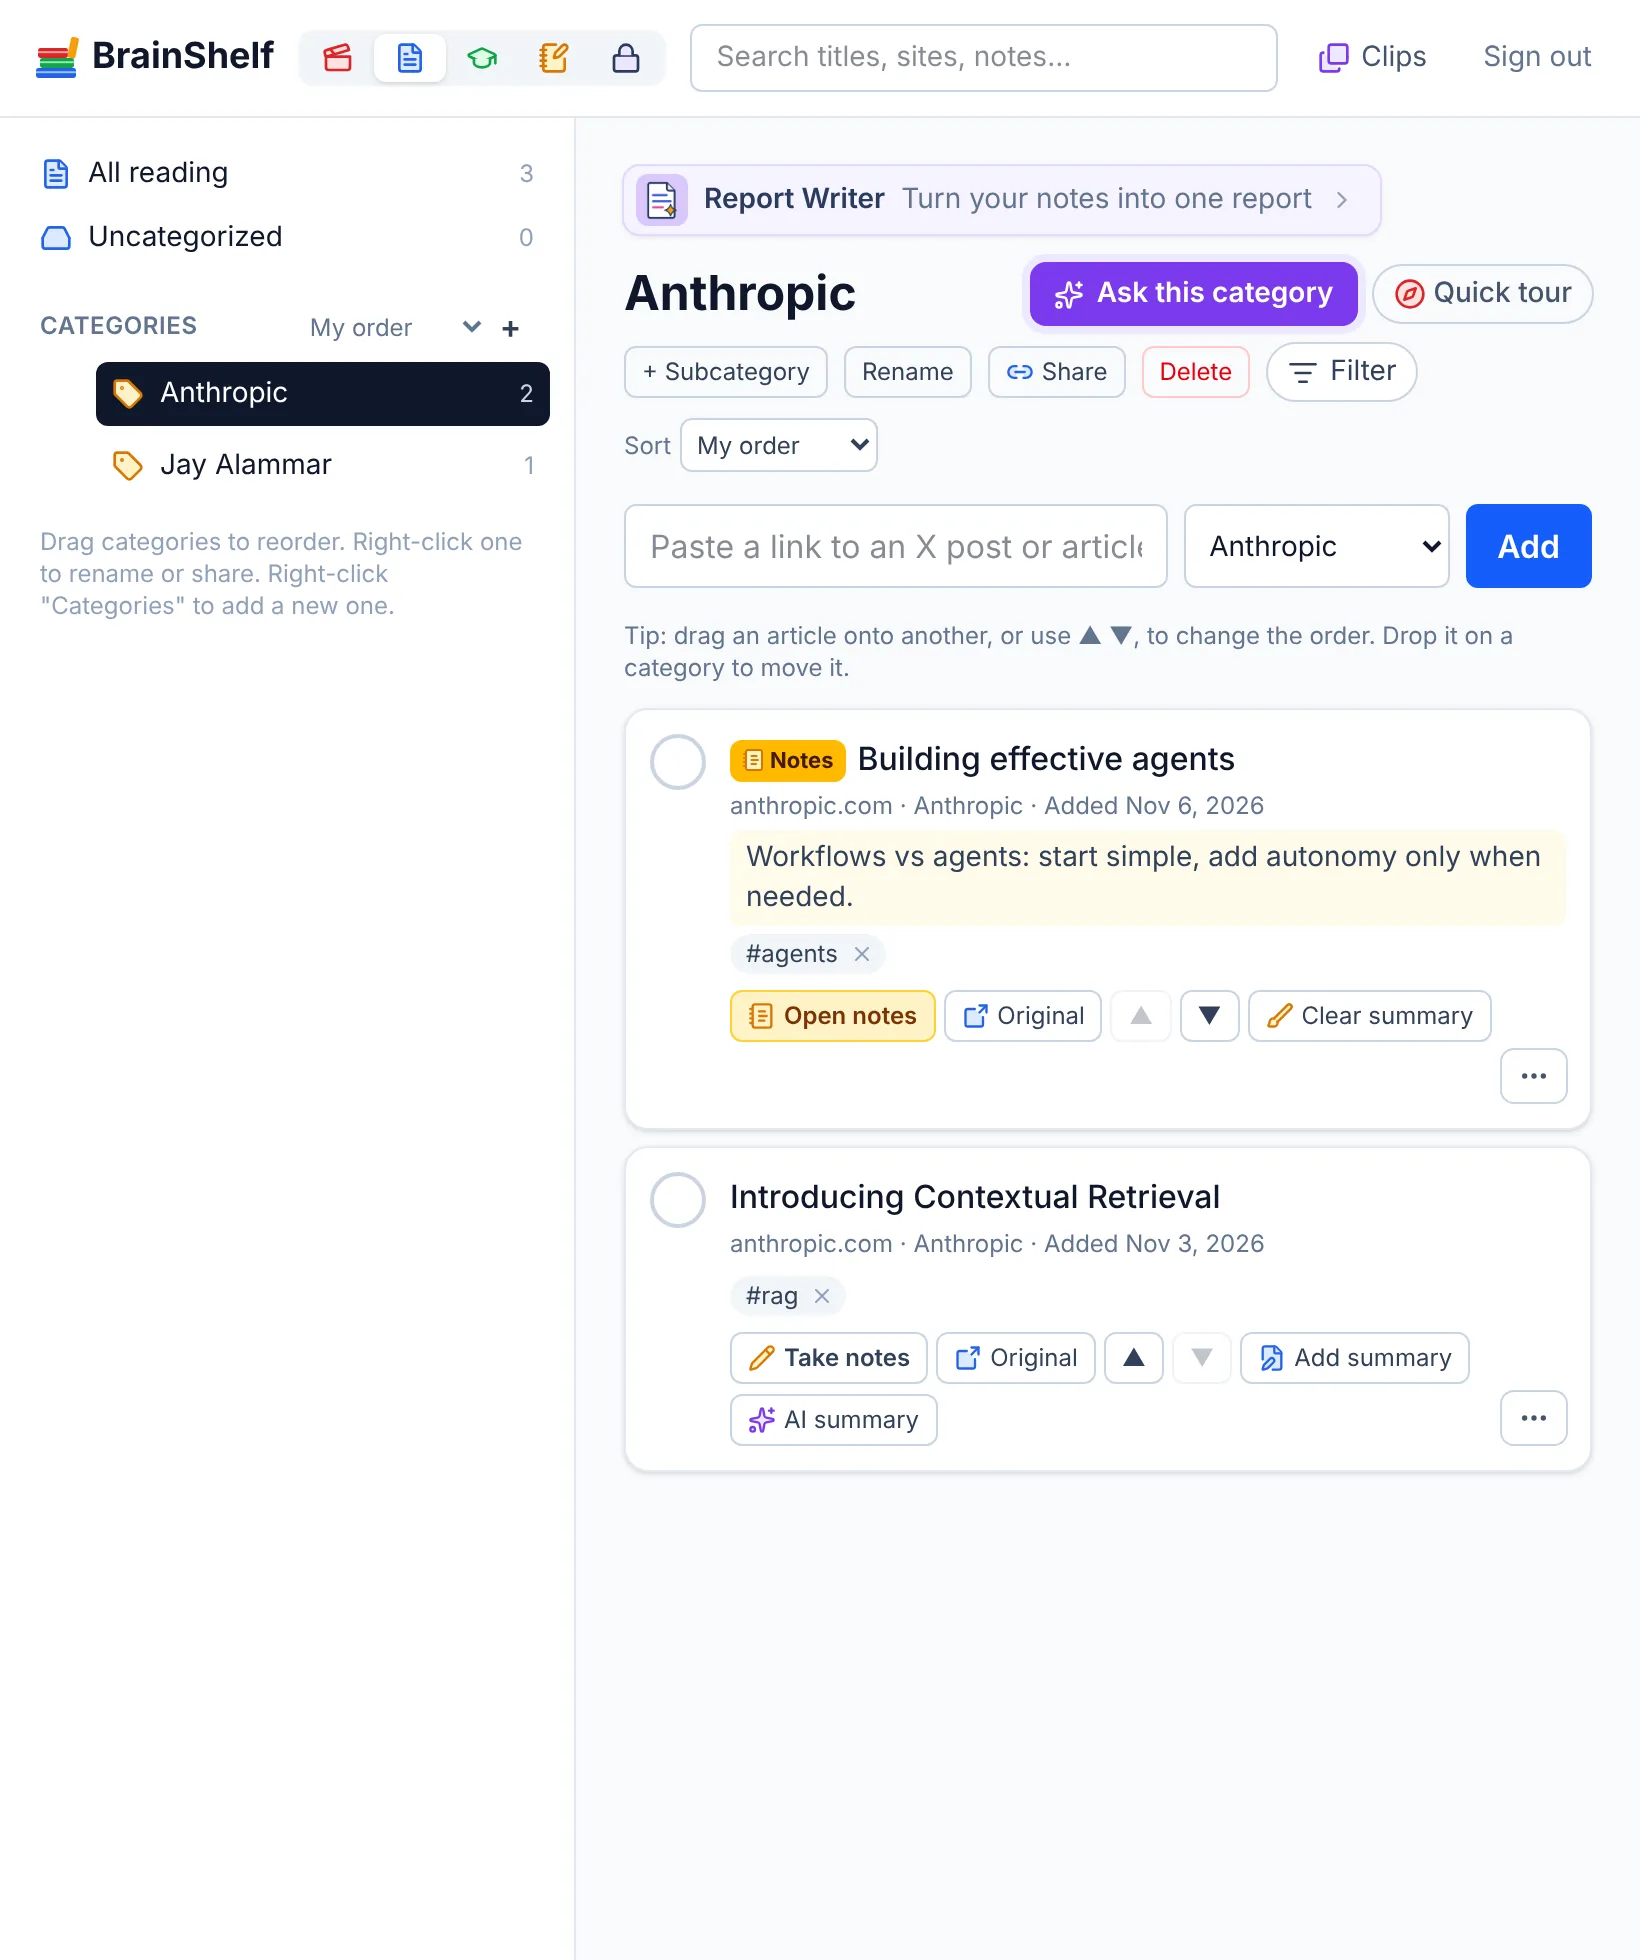 BrainShelf
Search titles, sites, notes...
Clips
Sign out
All reading 3
Uncategorized 0
CATEGORIES
My order
+
Anthropic 2
Jay Alammar 1
Drag categories to reorder. Right-click one
to rename or share. Right-click
"Categories" to add a new one.
Report Writer Turn your notes into one report
Anthropic
Ask this category
Quick tour
+ Subcategory
Rename
Share
Delete
Filter
Sort
My order
Paste a link to an X post or article
Anthropic
Add
Tip: drag an article onto another, or use ▲ ▼, to change the order. Drop it on a
category to move it.
Notes Building effective agents
anthropic.com · Anthropic · Added Nov 6, 2026
Workflows vs agents: start simple, add autonomy only when
needed.
#agents ×
Open notes
Original
▲
▼
Clear summary
...
Introducing Contextual Retrieval
anthropic.com · Anthropic · Added Nov 3, 2026
#rag ×
Take notes
Original
▲
▼
Add summary
AI summary
...